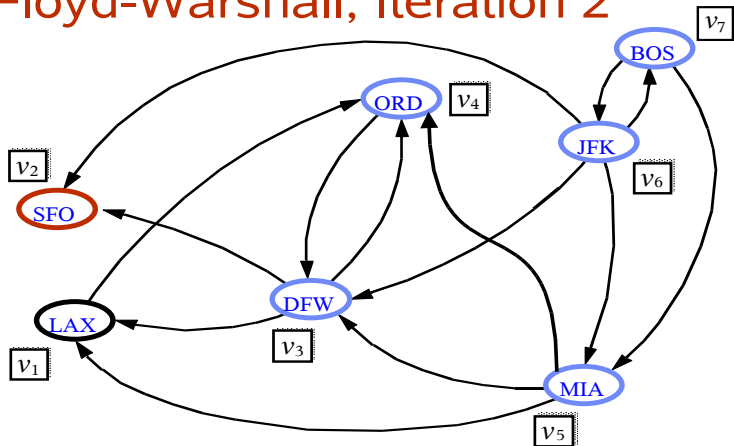 Floyd-Warshall, Iteration 2
BOS
v7
ORD
v4
JFK
v6
v2
SFO
DFW
v3
LAX
v1
MIA
v5